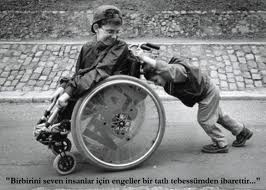 "Birbirini seven insanlar için engeller bir tatlı tebessümden ibarettir..."